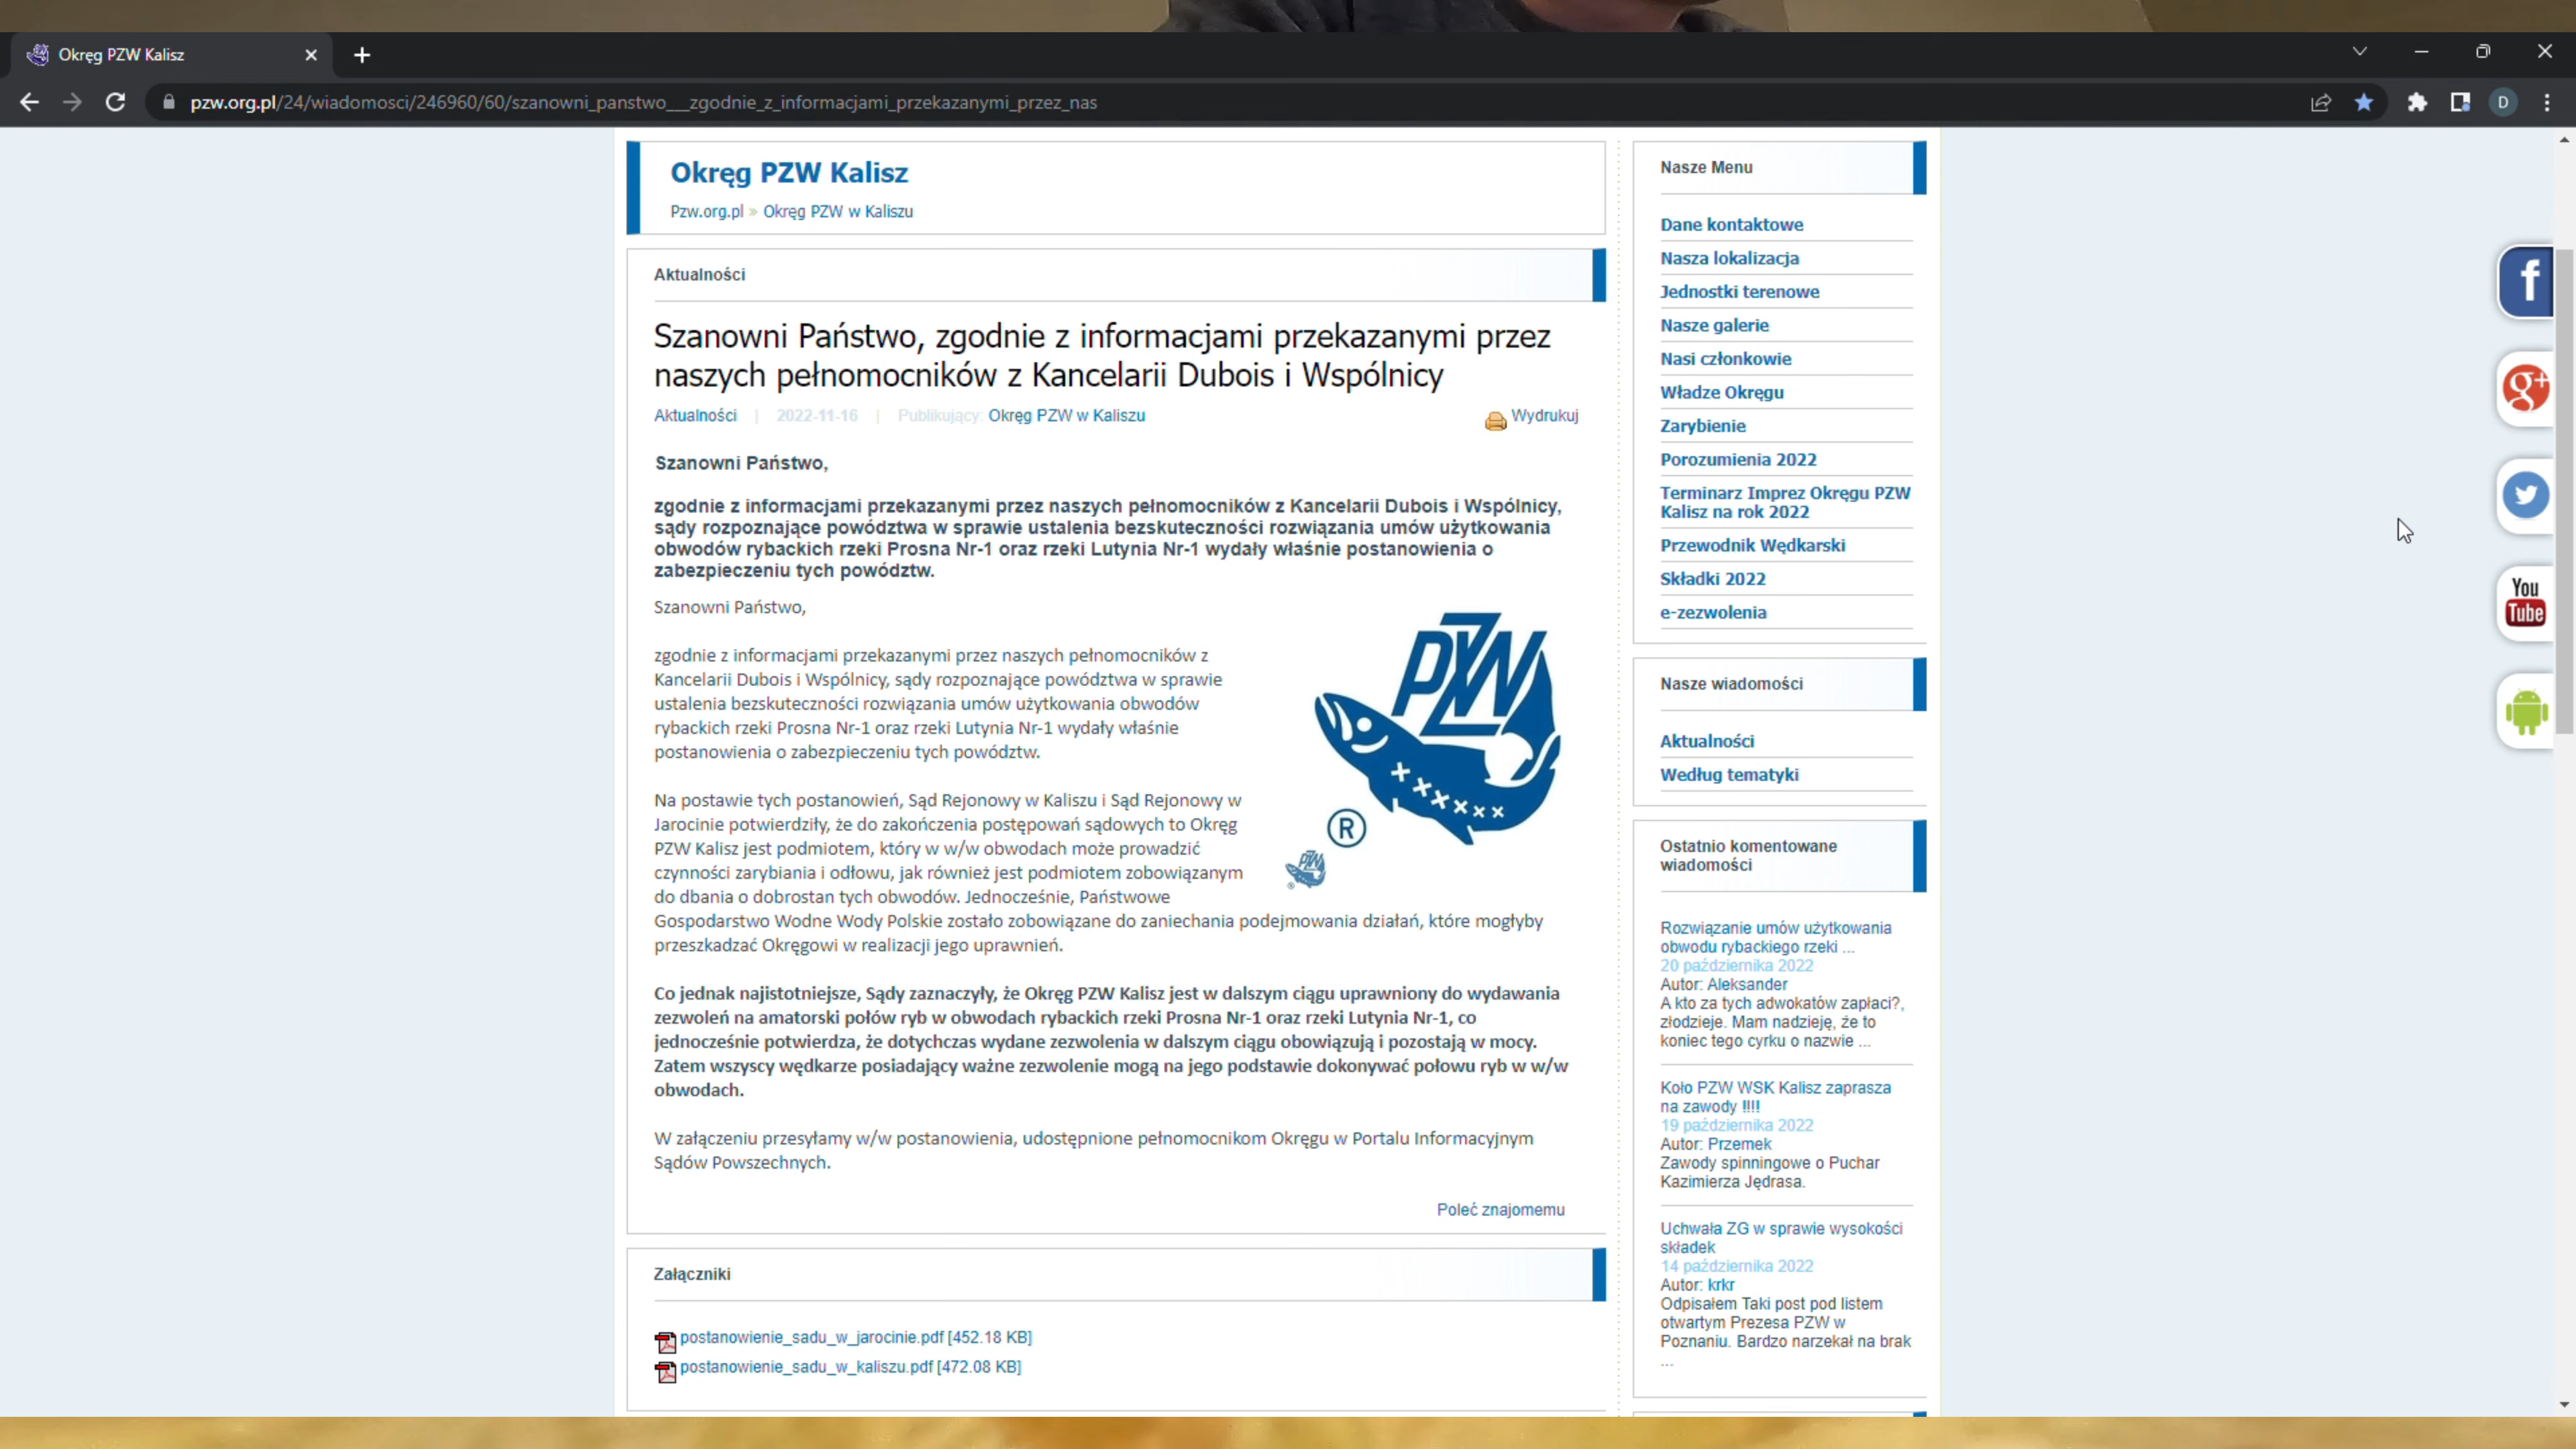 Okręg PZW Kalisz
pzw.org.pl/24/wiadomosci/246960/60/szanowni_panstwo___zgodnie_z_informacjami_przekazanymi_przez_nas
D
Okręg PZW Kalisz
Pzw.org.pl » Okręg PZW w Kaliszu
Aktualności
Szanowni Państwo, zgodnie z informacjami przekazanymi przez
naszych pełnomocników z Kancelarii Dubois i Wspólnicy
Aktualności | 2022-11-16 | Publikujący: Okręg PZW w Kaliszu
Wydrukuj
Szanowni Państwo,
zgodnie z informacjami przekazanymi przez naszych pełnomocników z Kancelarii Dubois i Wspólnicy,
sądy rozpoznające powództwa w sprawie ustalenia bezskuteczności rozwiązania umów użytkowania
obwodów rybackich rzeki Prosna Nr-1 oraz rzeki Lutynia Nr-1 wydały właśnie postanowienia o
zabezpieczeniu tych powództw.
Szanowni Państwo,
zgodnie z informacjami przekazanymi przez naszych pełnomocników z
Kancelarii Dubois i Wspólnicy, sądy rozpoznające powództwa w sprawie
ustalenia bezskuteczności rozwiązania umów użytkowania obwodów
rybackich rzeki Prosna Nr-1 oraz rzeki Lutynia Nr-1 wydały właśnie
postanowienia o zabezpieczeniu tych powództw.
PZW
®
PZW
Na postawie tych postanowień, Sąd Rejonowy w Kaliszu i Sąd Rejonowy w
Jarocinie potwierdziły, że do zakończenia postępowań sądowych to Okręg
PZW Kalisz jest podmiotem, który w w/w obwodach może prowadzić
czynności zarybiania i odłowu, jak również jest podmiotem zobowiązanym
do dbania o dobrostan tych obwodów. Jednocześnie, Państwowe
Gospodarstwo Wodne Wody Polskie zostało zobowiązane do zaniechania podejmowania działań, które mogłyby
przeszkadzać Okręgowi w realizacji jego uprawnień.
Co jednak najistotniejsze, Sądy zaznaczyły, że Okręg PZW Kalisz jest w dalszym ciągu uprawniony do wydawania
zezwoleń na amatorski połów ryb w obwodach rybackich rzeki Prosna Nr-1 oraz rzeki Lutynia Nr-1, co
jednocześnie potwierdza, że dotychczas wydane zezwolenia w dalszym ciągu obowiązują i pozostają w mocy.
Zatem wszyscy wędkarze posiadający ważne zezwolenie mogą na jego podstawie dokonywać połowu ryb w w/w
obwodach.
W załączeniu przesyłamy w/w postanowienia, udostępnione pełnomocnikom Okręgu w Portalu Informacyjnym
Sądów Powszechnych.
Poleć znajomemu
Załączniki
postanowienie_sadu_w_jarocinie.pdf [452.18 KB]
postanowienie_sadu_w_kaliszu.pdf [472.08 KB]
Nasze Menu
Dane kontaktowe
Nasza lokalizacja
Jednostki terenowe
Nasze galerie
Nasi członkowie
Władze Okręgu
Zarybienie
Porozumienia 2022
Terminarz Imprez Okręgu PZW
Kalisz na rok 2022
Przewodnik Wędkarski
Składki 2022
e-zezwolenia
Nasze wiadomości
Aktualności
Według tematyki
Ostatnio komentowane
wiadomości
Rozwiązanie umów użytkowania
obwodu rybackiego rzeki ...
20 października 2022
Autor: Aleksander
A kto za tych adwokatów zapłaci?,
złodzieje. Mam nadzieję, że to
koniec tego cyrku o nazwie ...
Koło PZW WSK Kalisz zaprasza
na zawody !!!!
19 października 2022
Autor: Przemek
Zawody spinningowe o Puchar
Kazimierza Jędrasa.
Uchwała ZG w sprawie wysokości
składek
14 października 2022
Autor: krkr
Odpisałem Taki post pod listem
otwartym Prezesa PZW w
Poznaniu. Bardzo narzekał na brak
...
f
g+
You
Tube